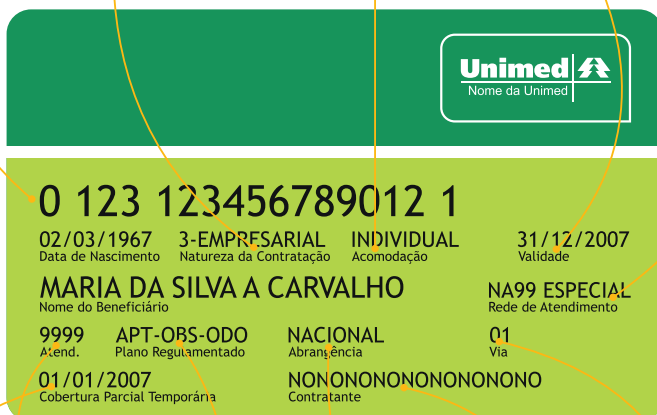 Unimed
Nome da Unimed
0 123 123456789012 1
02/03/1967 3-EMPRESARIAL INDIVIDUAL 31/12/2007
Data de Nascimento Natureza da Contratação Acomodação Validade
MARIA DA SILVA A CARVALHO NA99 ESPECIAL
Nome do Beneficiário Rede de Atendimento
9999 APT-OBS-ODO NACIONAL 01
Atend. Plano Regulamentado Abrangência Via
01/01/2007 NONONONONONONONONO
Cobertura Parcial Temporária Contratante